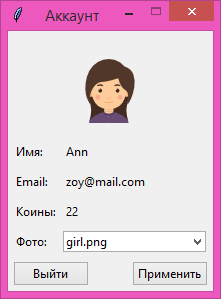 Аккаунт
Имя: Ann
Email: zoy@mail.com
Коины: 22
Фото: girl.png
Выйти Применить